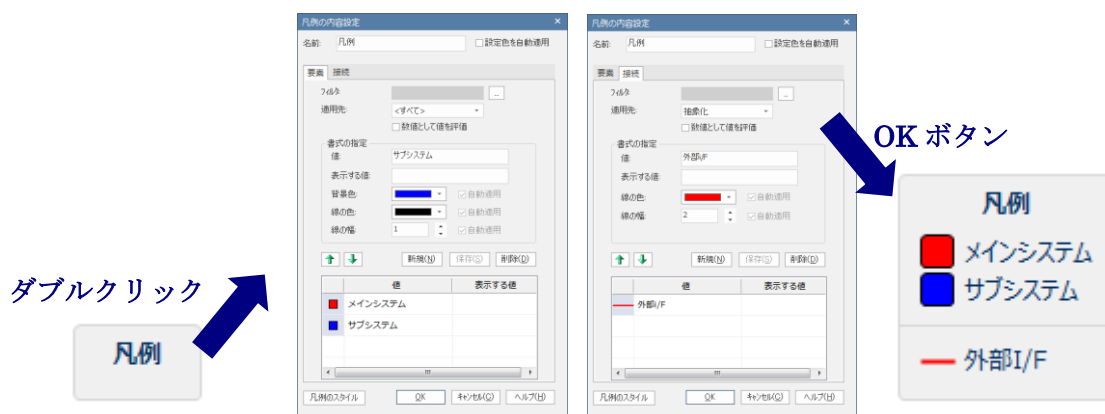 ダブルクリック
凡例
凡例の内容設定 ×
名前: 凡例 設定色を自動適用
要素 接続
フィルタ ...
適用先: <すべて>
数値として値を評価
書式の指定
値: サブシステム
表示する値:
背景色: 自動適用
線の色: 自動適用
線の幅: 1 自動適用
新規(N) 保存(S) 削除(D)
値 表示する値
メインシステム
サブシステム
凡例のスタイル OK キャンセル(C) ヘルプ(H)
凡例の内容設定 ×
名前: 凡例 設定色を自動適用
要素 接続
フィルタ ...
適用先: 抽象化
数値として値を評価
書式の指定
値: 外部I/F
表示する値:
線の色: 自動適用
線の幅: 2 自動適用
新規(N) 保存(S) 削除(D)
値 表示する値
外部I/F
凡例のスタイル OK キャンセル(C) ヘルプ(H)
OK ボタン
凡例
メインシステム
サブシステム
外部I/F